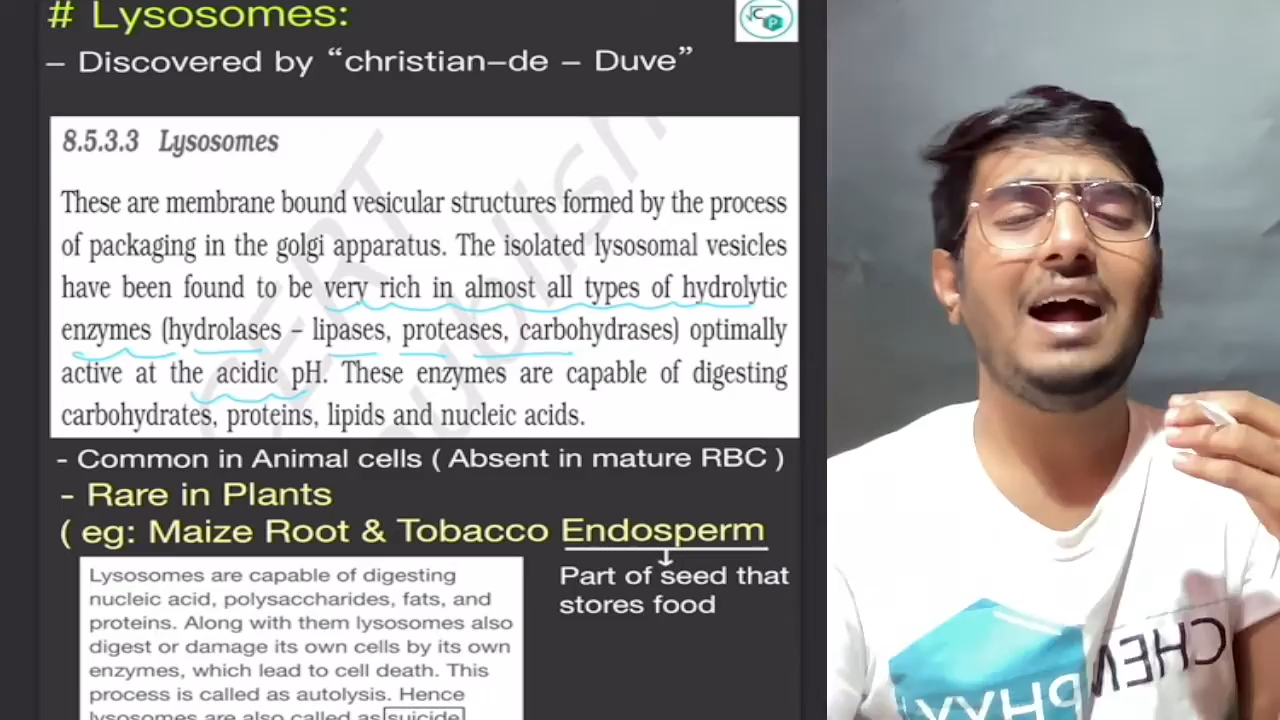 # Lysosomes:
– Discovered by “christian–de – Duve”
8.5.3.3 Lysosomes
These are membrane bound vesicular structures formed by the process
of packaging in the golgi apparatus. The isolated lysosomal vesicles
have been found to be very rich in almost all types of hydrolytic
enzymes (hydrolases – lipases, proteases, carbohydrases) optimally
active at the acidic pH. These enzymes are capable of digesting
carbohydrates, proteins, lipids and nucleic acids.
- Common in Animal cells ( Absent in mature RBC )
- Rare in Plants
( eg: Maize Root & Tobacco Endosperm
Part of seed that
stores food
Lysosomes are capable of digesting
nucleic acid, polysaccharides, fats, and
proteins. Along with them lysosomes also
digest or damage its own cells by its own
enzymes, which lead to cell death. This
process is called as autolysis. Hence
lysosomes are also called as suicide